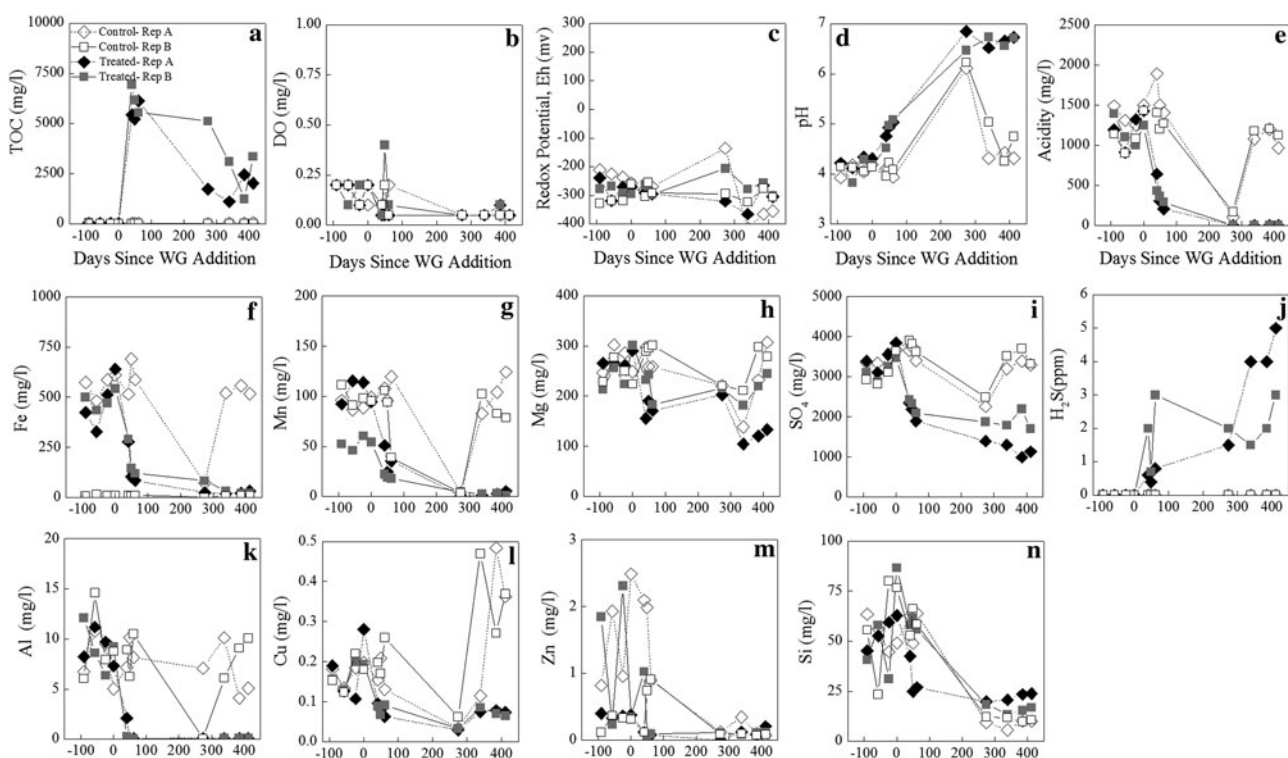 a
TOC (mg/l)
10000
7500
5000
2500
0
Control- Rep A
Control- Rep B
Treated- Rep A
Treated- Rep B
-100 0 100 200 300 400
Days Since WG Addition
b
DO (mg/l)
1.0
0.8
0.6
0.4
0.2
0.0
-100 0 100 200 300 400
Days Since WG Addition
c
Redox Potential, Eh (mv)
300
200
100
0
-100
-200
-300
-400
-100 0 100 200 300 400
Days Since WG Addition
d
pH
7
6
5
4
3
-100 0 100 200 300 400
Days Since WG Addition
e
Acidity (mg/l)
2500
2000
1500
1000
500
0
-100 0 100 200 300 400
Days Since WG Addition
f
Fe (mg/l)
1000
750
500
250
0
-100 0 100 200 300 400
g
Mn (mg/l)
200
150
100
50
0
-100 0 100 200 300 400
h
Mg (mg/l)
400
300
200
100
0
-100 0 100 200 300 400
i
SO4 (mg/l)
5000
4000
3000
2000
1000
0
-100 0 100 200 300 400
j
H2S(ppm)
6
5
4
3
2
1
0
-100 0 100 200 300 400
k
Al (mg/l)
20
15
10
5
0
-100 0 100 200 300 400
l
Cu (mg/l)
0.5
0.4
0.3
0.2
0.1
0.0
-100 0 100 200 300 400
m
Zn (mg/l)
3
2
1
0
-100 0 100 200 300 400
n
Si (mg/l)
100
75
50
25
0
-100 0 100 200 300 400